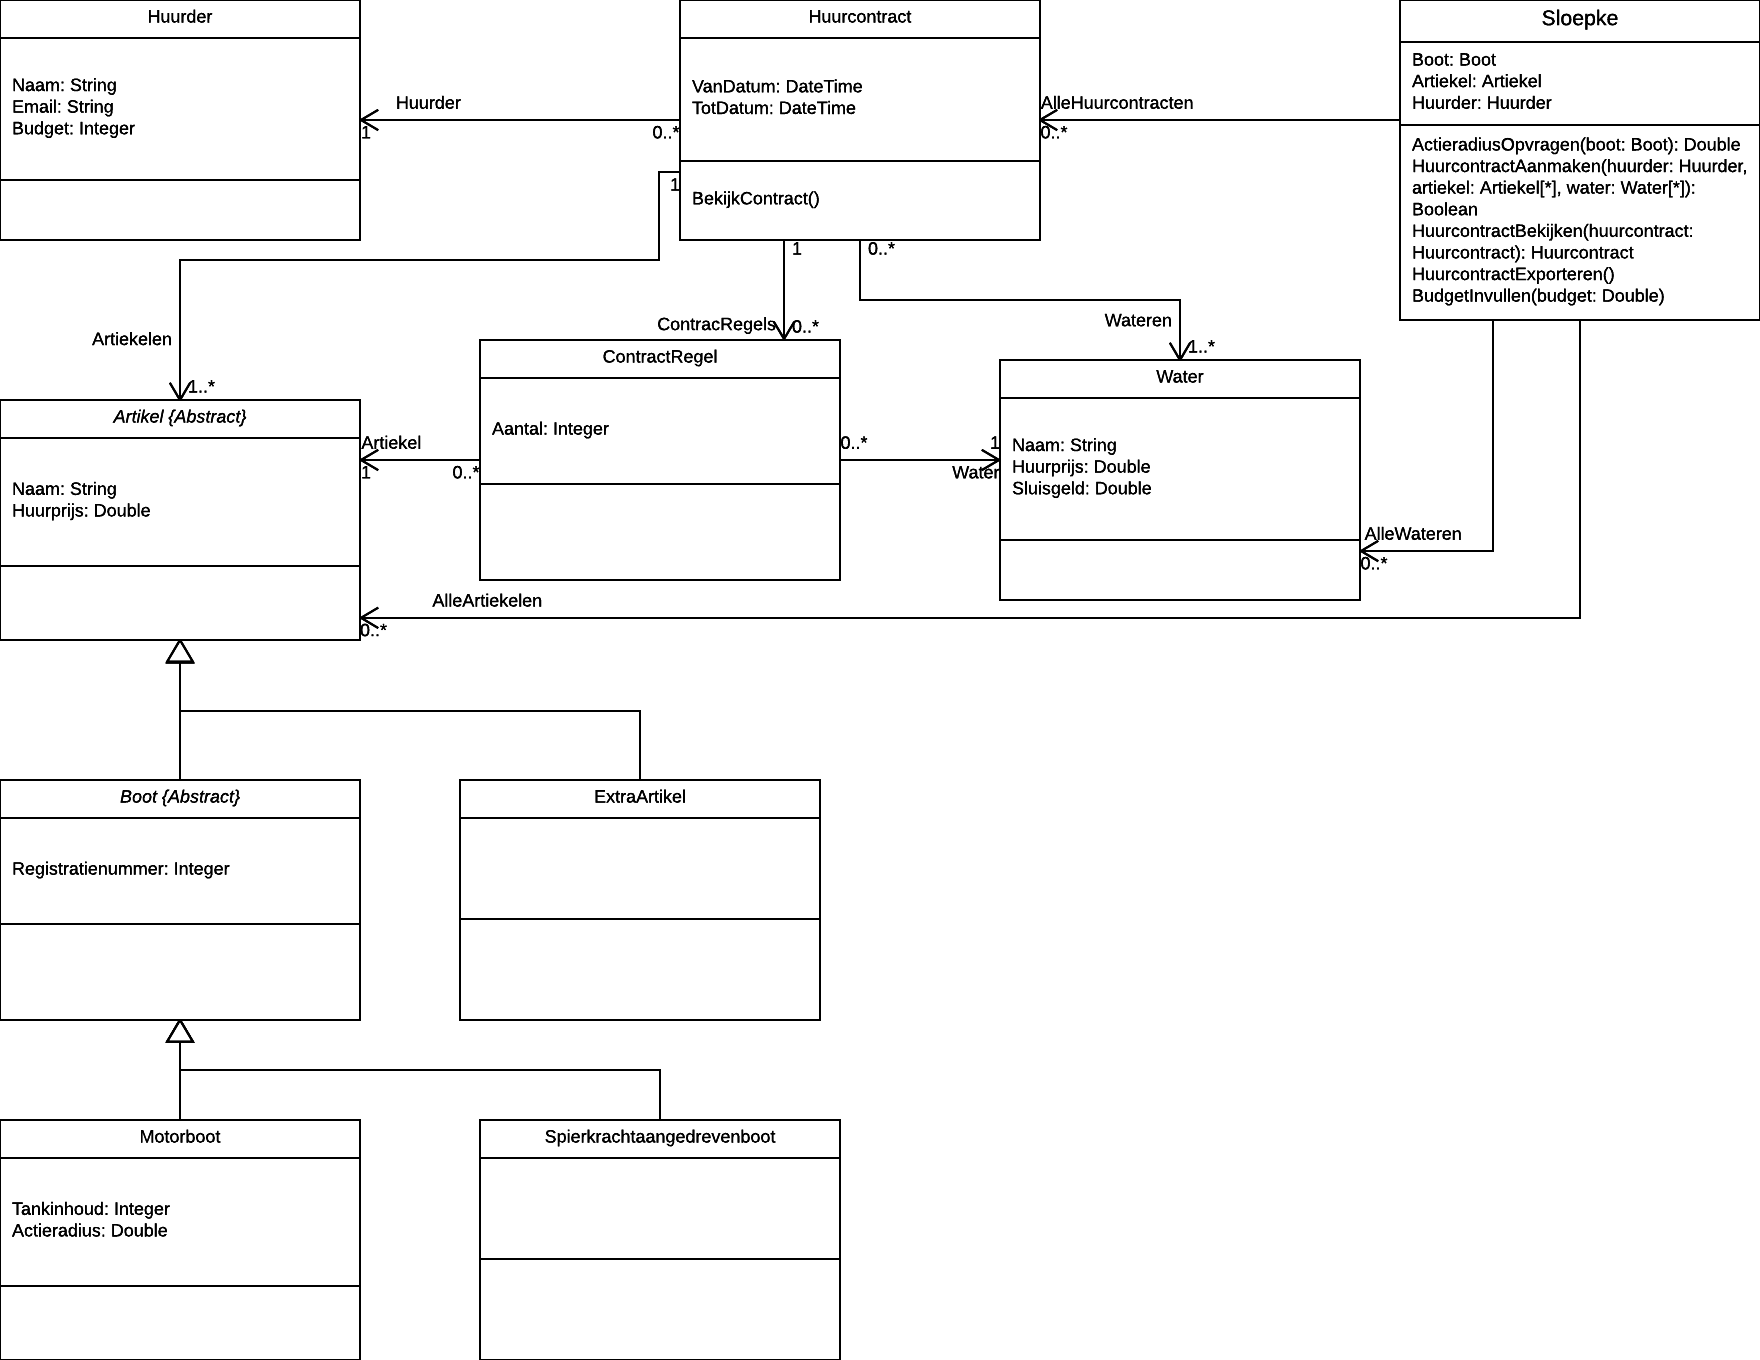 Huurder
Naam: String
Email: String
Budget: Integer
Huurder
1
0..*
Huurcontract
VanDatum: DateTime
TotDatum: DateTime
BekijkContract()
AlleHuurcontracten
0..*
Sloepke
Boot: Boot
Artiekel: Artiekel
Huurder: Huurder
ActieradiusOpvragen(boot: Boot): Double
HuurcontractAanmaken(huurder: Huurder,
artiekel: Artiekel[*], water: Water[*]):
Boolean
HuurcontractBekijken(huurcontract:
Huurcontract): Huurcontract
HuurcontractExporteren()
BudgetInvullen(budget: Double)
1
1
0..*
Artiekelen
1..*
ContracRegels
0..*
Wateren
1..*
Artikel {Abstract}
Naam: String
Huurprijs: Double
Artiekel
1
0..*
ContractRegel
Aantal: Integer
0..*
1
Water
Water
Naam: String
Huurprijs: Double
Sluisgeld: Double
AlleWateren
0..*
AlleArtiekelen
0..*
Boot {Abstract}
Registratienummer: Integer
ExtraArtikel
Motorboot
Tankinhoud: Integer
Actieradius: Double
Spierkrachtaangedrevenboot